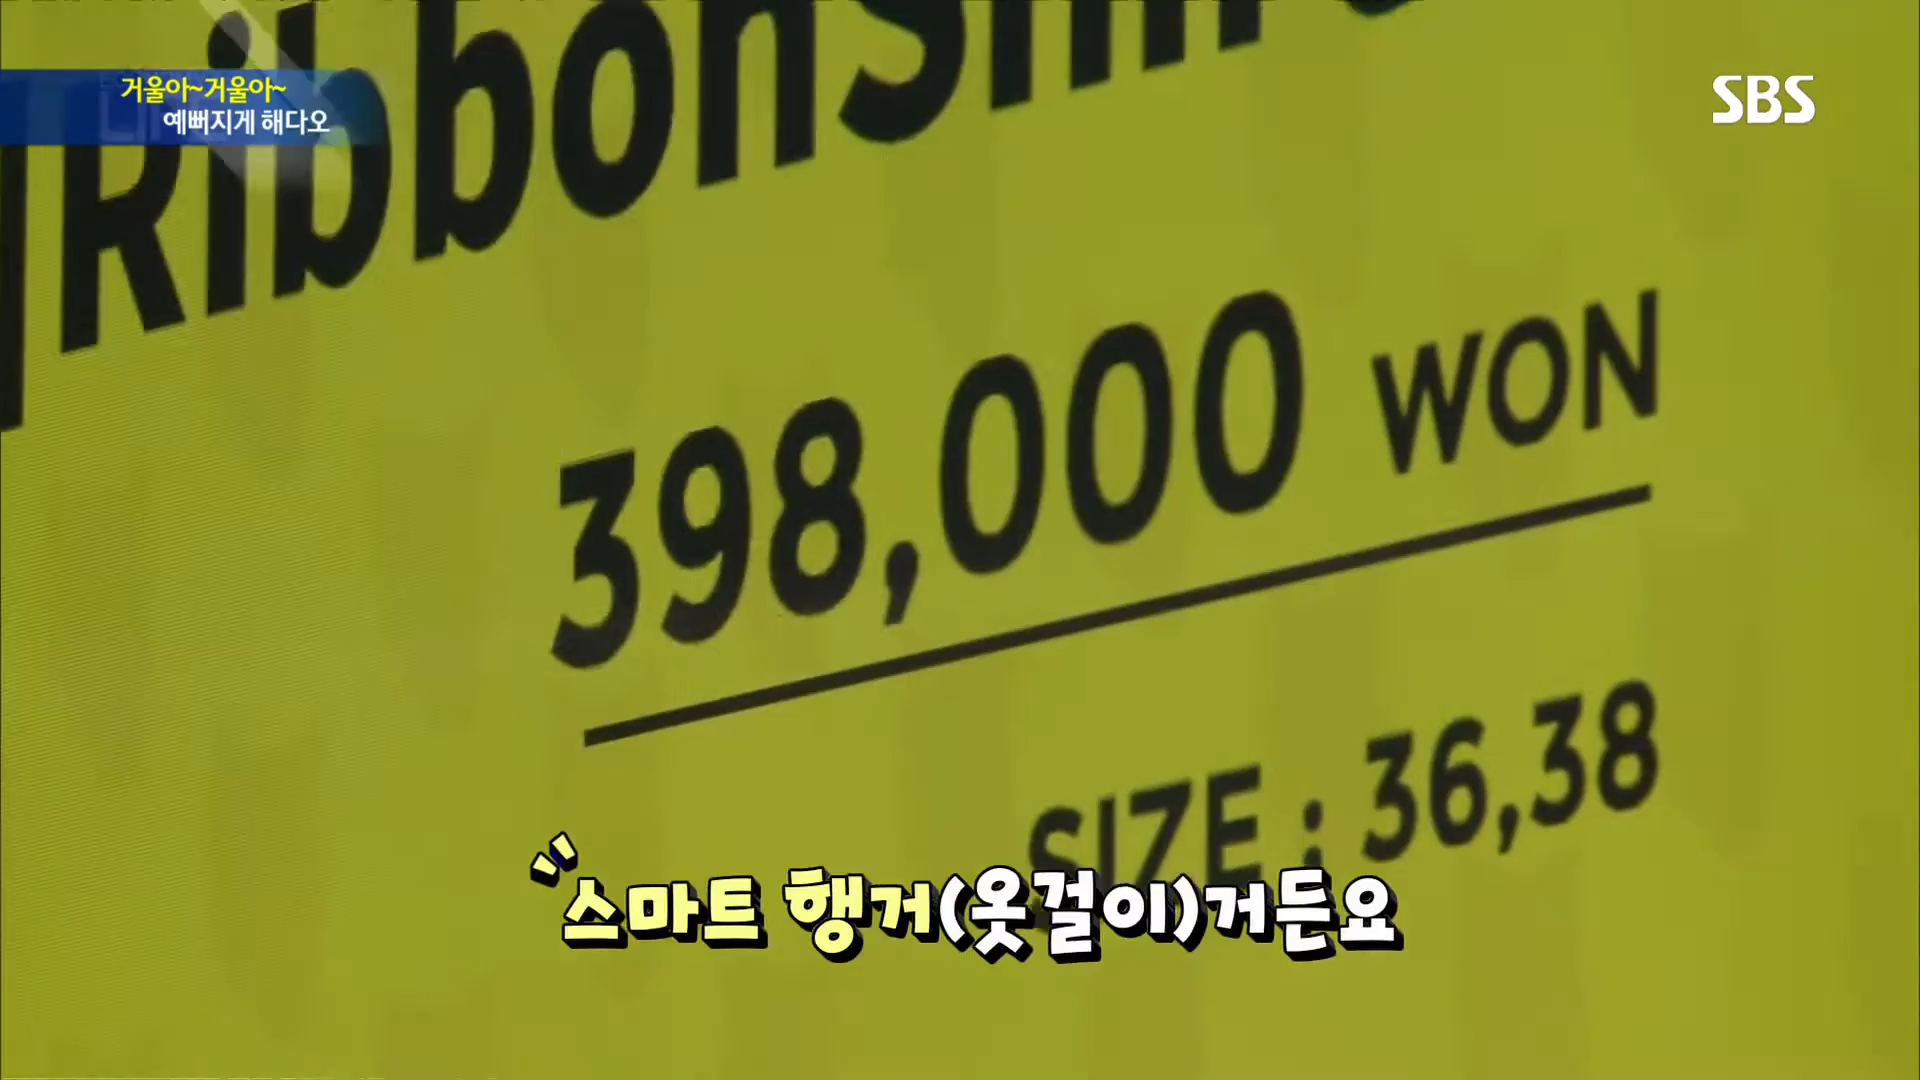 거울아~거울아~
예뻐지게 해다오
SBS
398,000 WON
SIZE : 36,38
스마트 행거(옷걸이)거든요